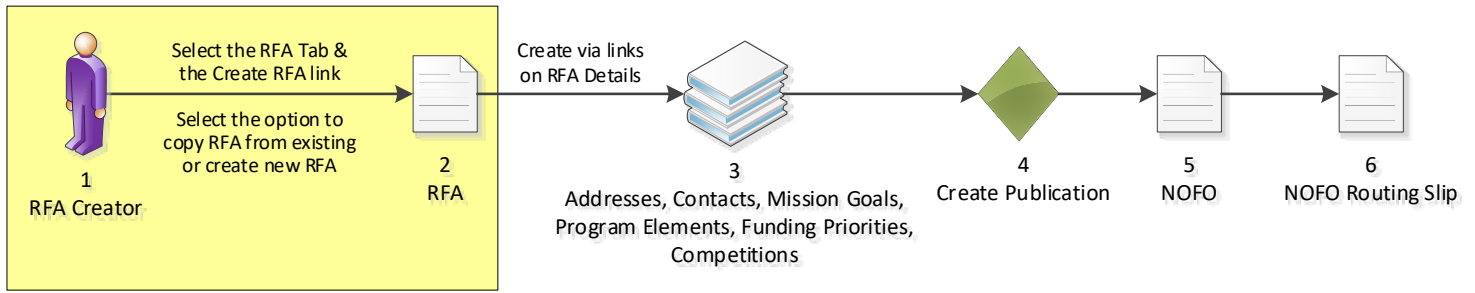 Select the RFA Tab &
the Create RFA link
Select the option to
copy RFA from existing
or create new RFA
1
RFA Creator
2
RFA
Create via links
on RFA Details
3
Addresses, Contacts, Mission Goals,
Program Elements, Funding Priorities,
Competitions
4
Create Publication
5
NOFO
6
NOFO Routing Slip